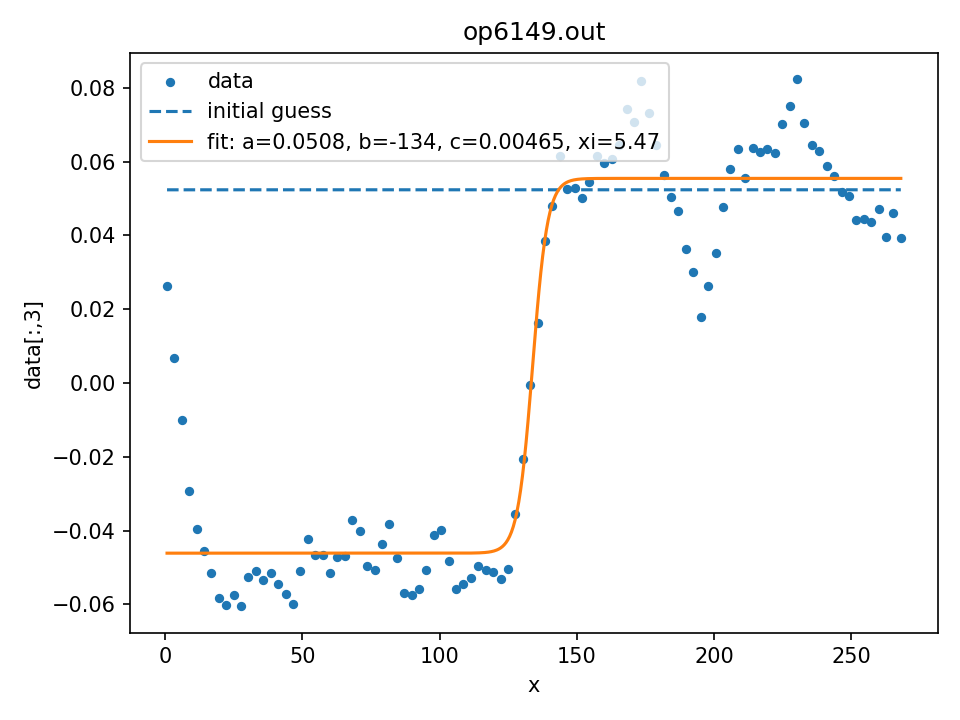 op6149.out
data
initial guess
fit: a=0.0508, b=-134, c=0.00465, xi=5.47
0.08
0.06
0.04
0.02
0.00
−0.02
−0.04
−0.06
data[:,3]
0 50 100 150 200 250
x